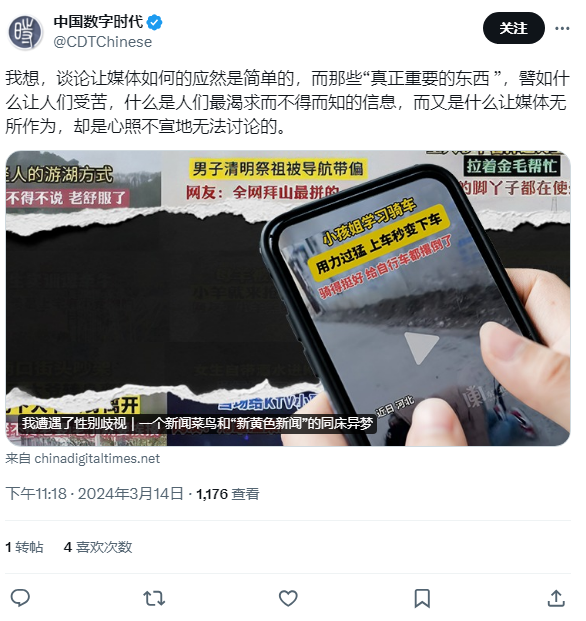 中国数字时代
@CDTChinese
关注
我想，谈论让媒体如何的应然是简单的，而那些“真正重要的东西 ”，譬如什
么让人们受苦，什么是人们最渴求而不得而知的信息，而又是什么让媒体无
所作为，却是心照不宣地无法讨论的。
人的游湖方式
不得不说 老舒服了
男子清明祭祖被导航带偏
网友：全网拜山最拼的
拉着金毛帮忙
的脚丫子都在使
小孩姐学习骑车
用力过猛 上车秒变下车
骑得挺好 给自行车都撂倒了
近日 河北
我遭遇了性别歧视｜一个新闻菜鸟和“新黄色新闻”的同床异梦
来自 chinadigitaltimes.net
下午11:18 · 2024年3月14日 · 1,176 查看
1 转帖 4 喜欢次数